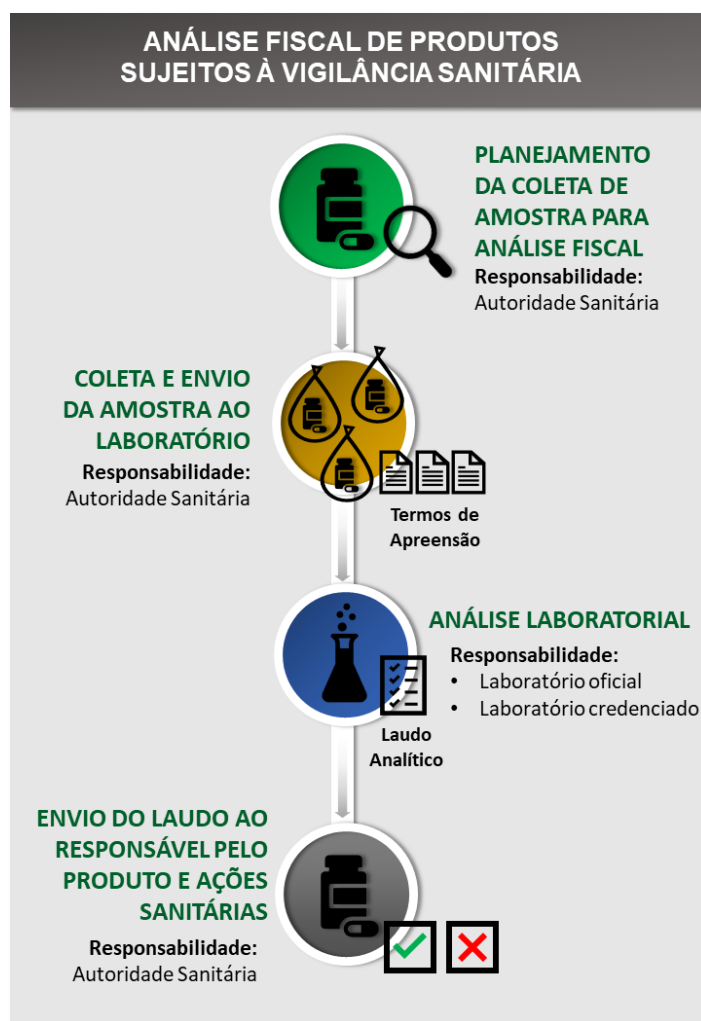 ANÁLISE FISCAL DE PRODUTOS
SUJEITOS À VIGILÂNCIA SANITÁRIA
PLANEJAMENTO
DA COLETA DE
AMOSTRA PARA
ANÁLISE FISCAL
Responsabilidade:
Autoridade Sanitária
COLETA E ENVIO
DA AMOSTRA AO
LABORATÓRIO
Responsabilidade:
Autoridade Sanitária
Termos de
Apreensão
ANÁLISE LABORATORIAL
Responsabilidade:
• Laboratório oficial
• Laboratório credenciado
Laudo
Analítico
ENVIO DO LAUDO AO
RESPONSÁVEL PELO
PRODUTO E AÇÕES
SANITÁRIAS
Responsabilidade:
Autoridade Sanitária